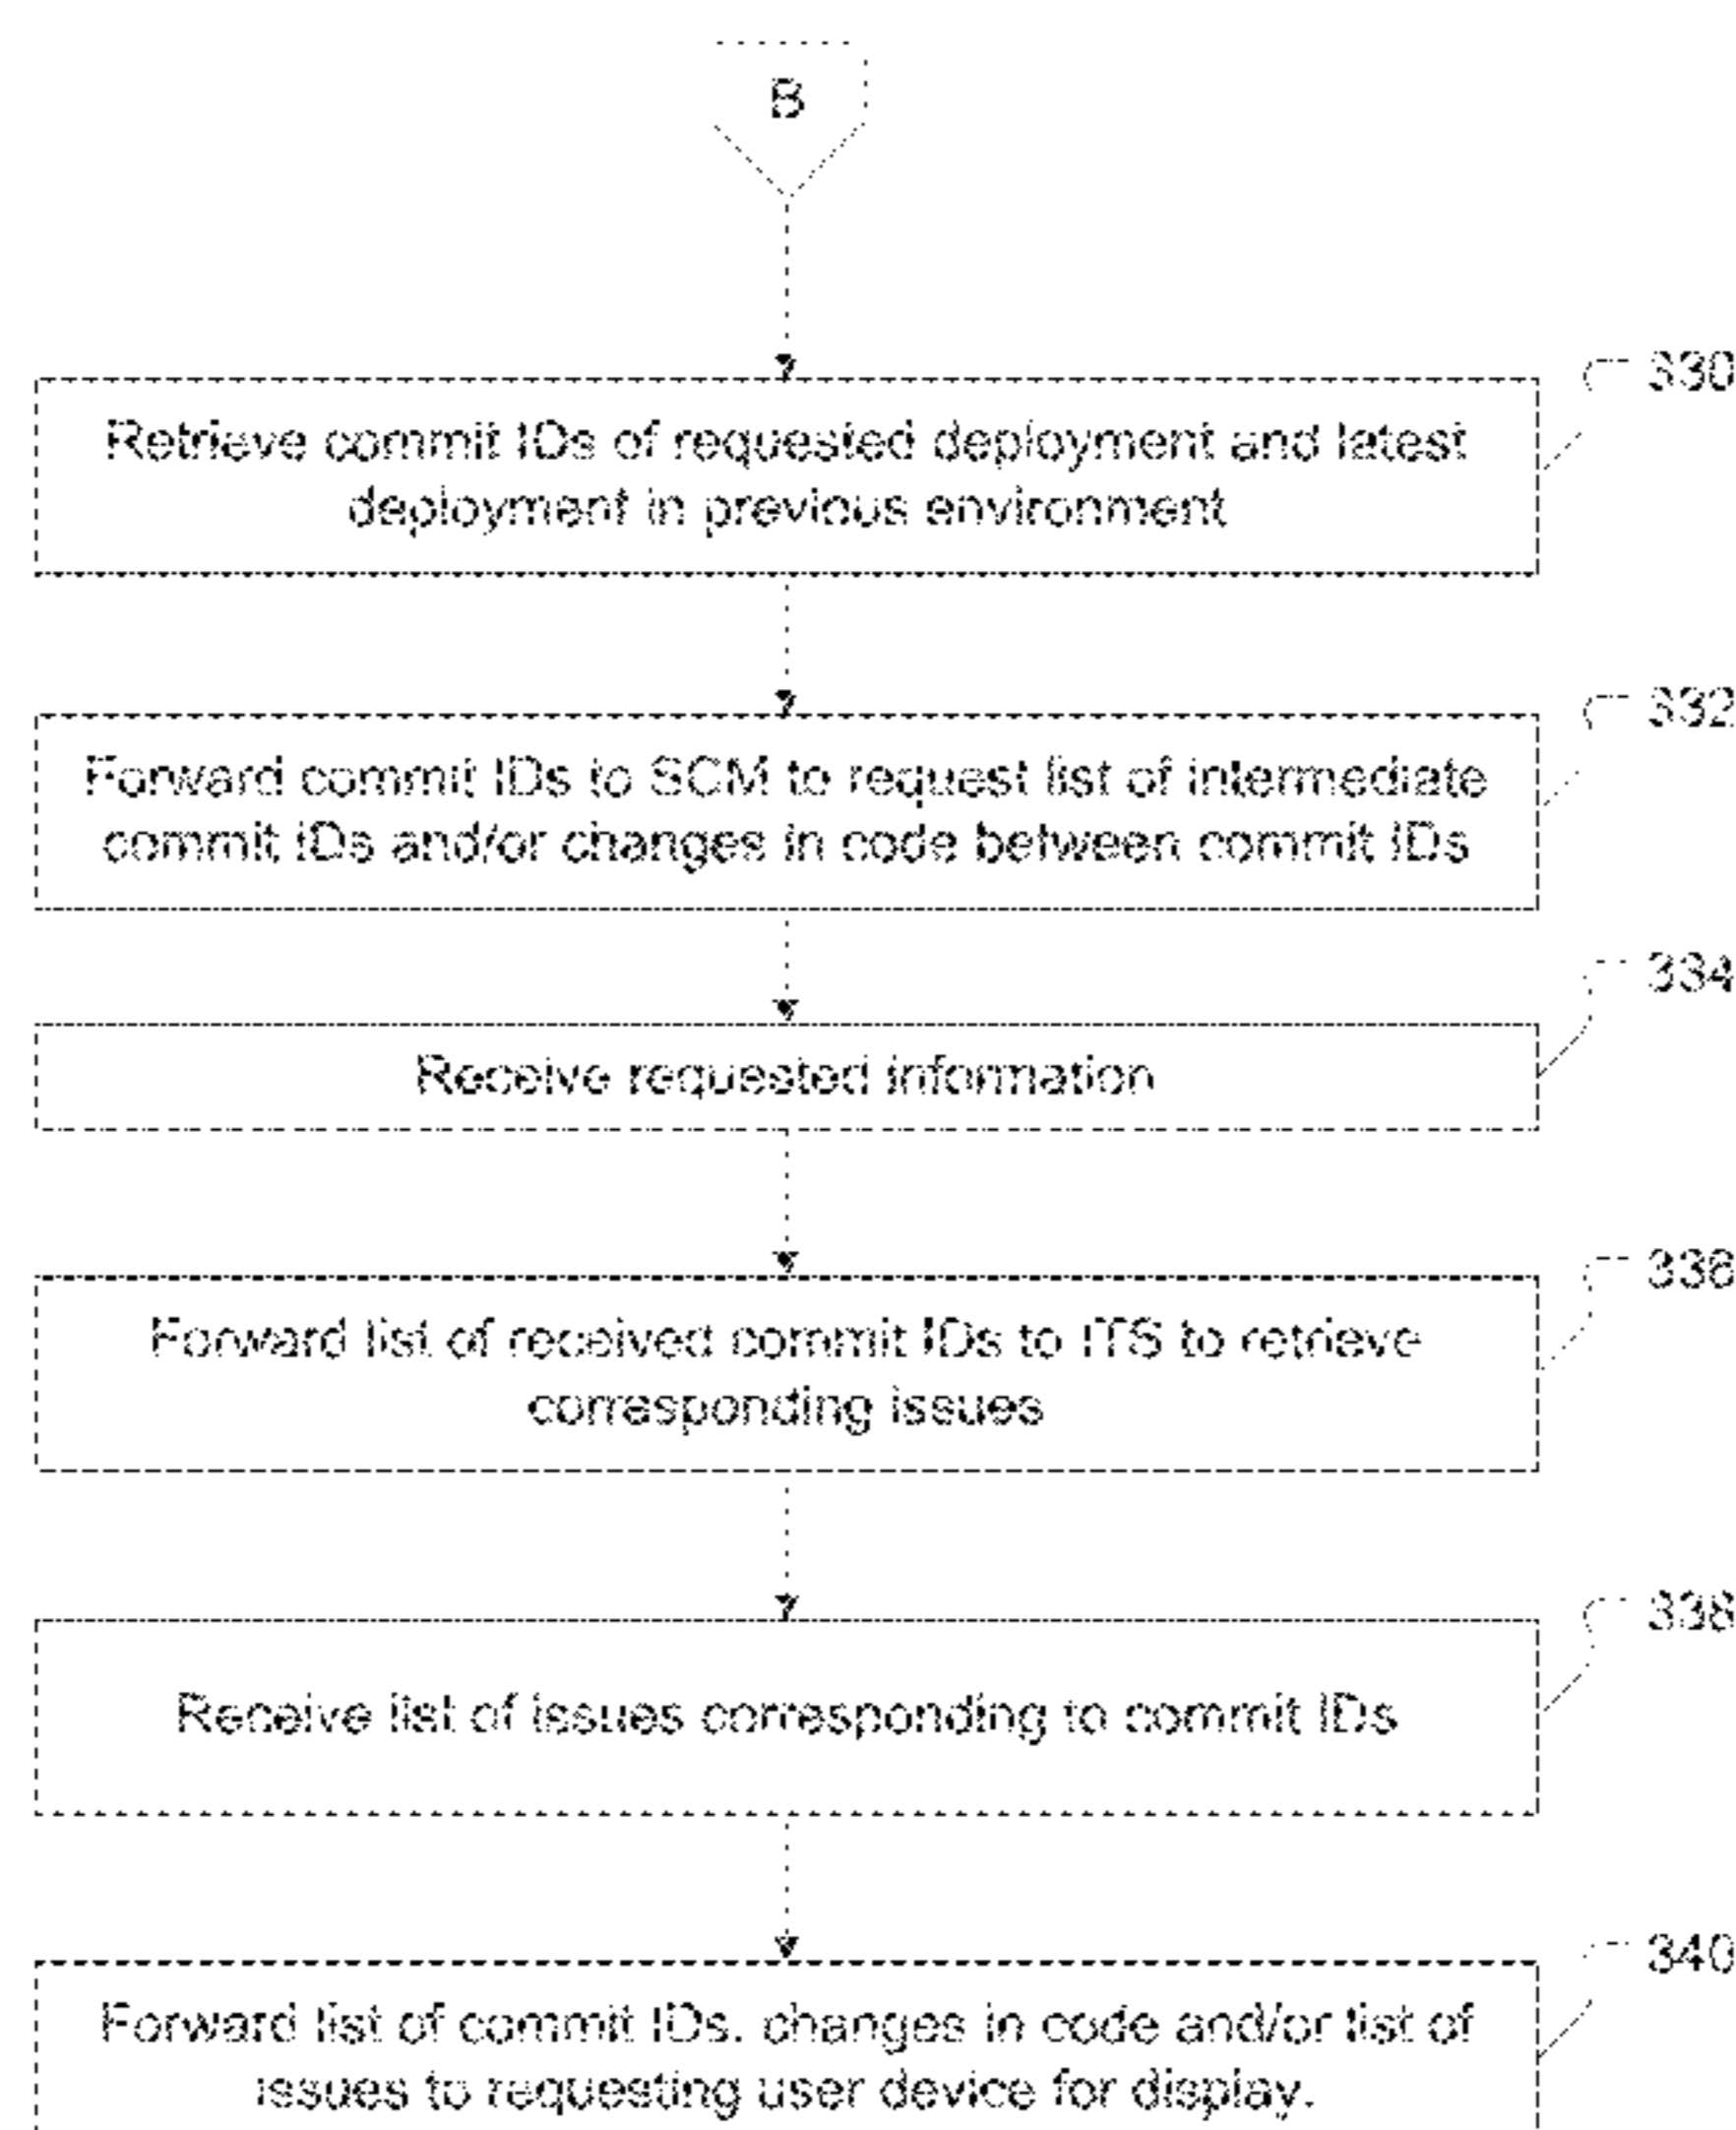 B
330
Retrieve commit IDs of requested deployment and latest
deployment in previous environment
332
Forward commit IDs to SCM to request list of intermediate
commit IDs and/or changes in code between commit IDs
334
Receive requested information
336
Forward list of received commit IDs to ITS to retrieve
corresponding issues
338
Receive list of issues corresponding to commit IDs
340
Forward list of commit IDs, changes in code and/or list of
issues to requesting user device for display.